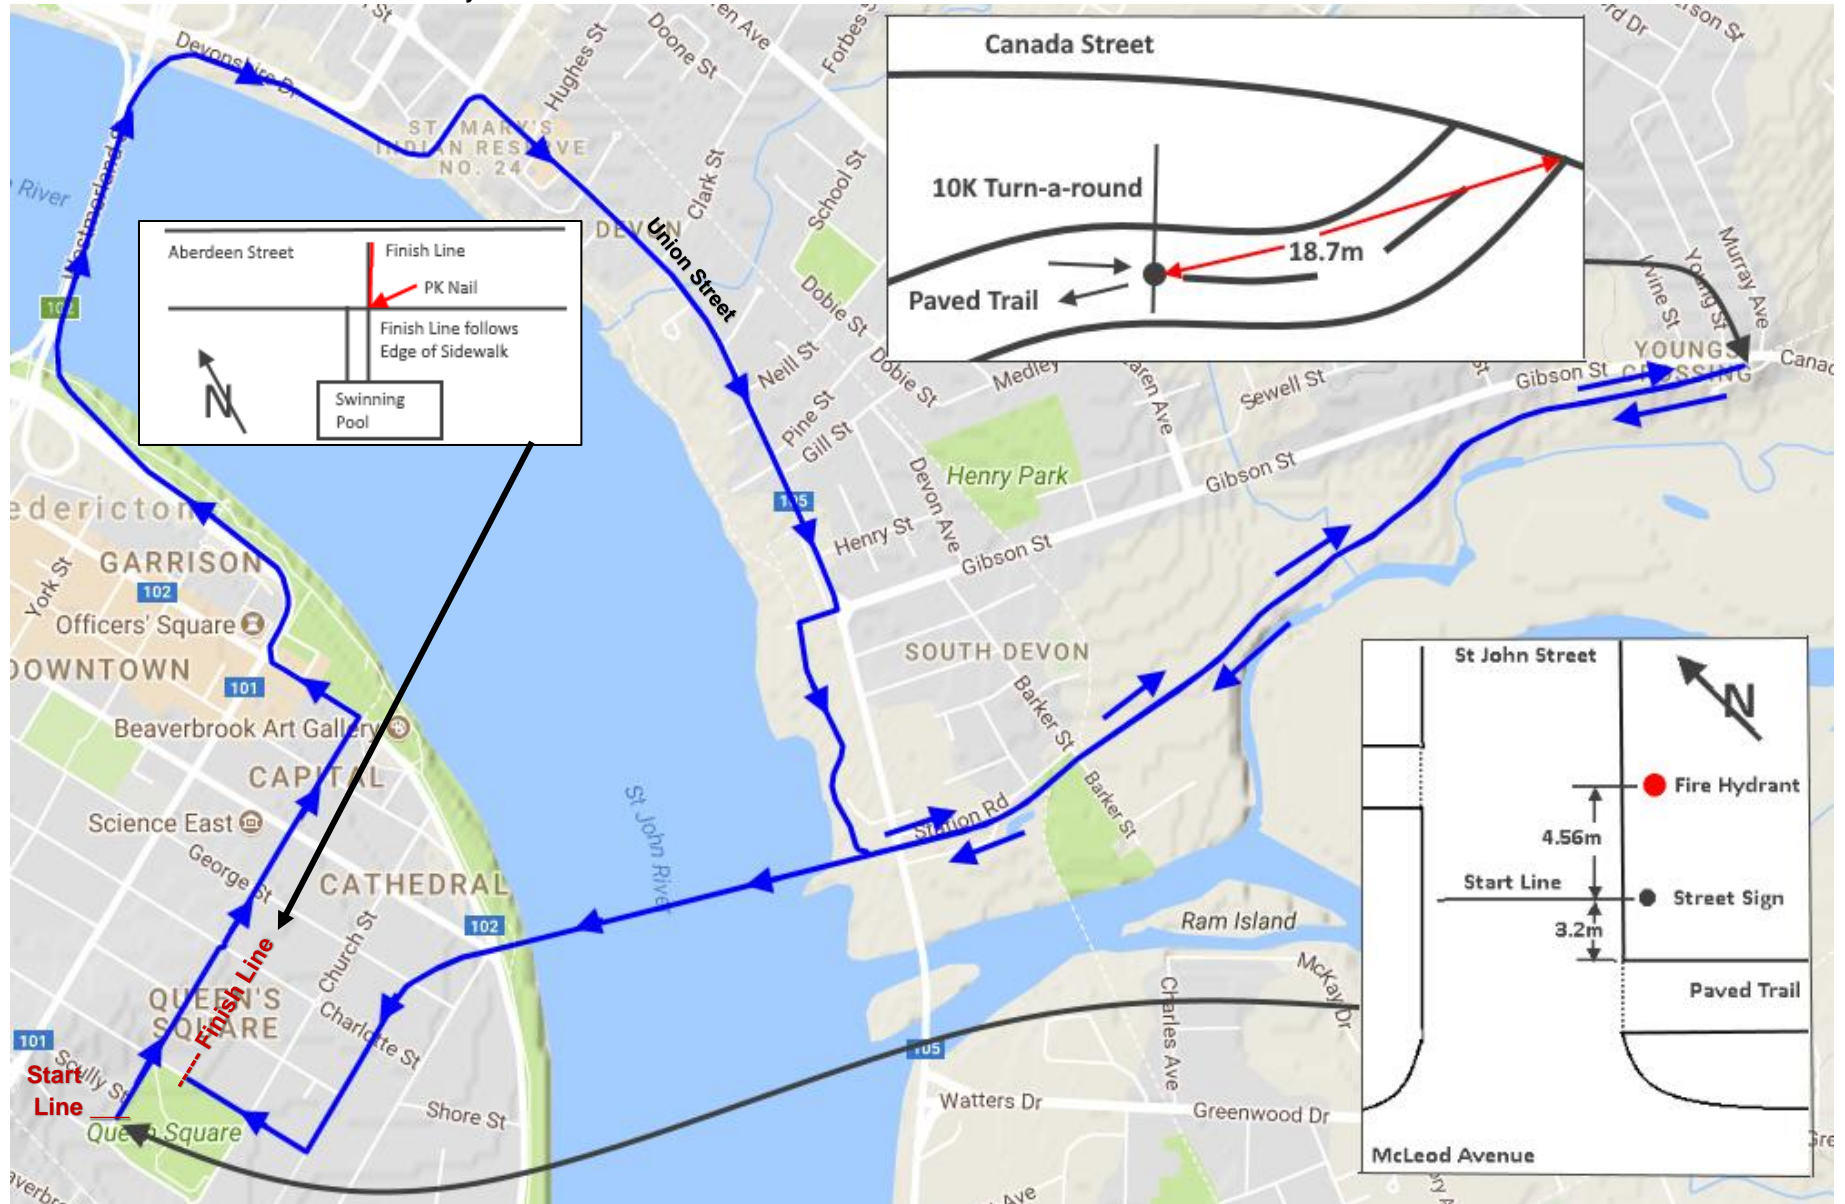 Devonshire Dr
Hughes St
Doone St
Forbes
ST. MARY'S
INDIAN RESERVE
NO. 24
River
Westmorland
102
DEVON
Clark St
School St
Union Street
Dobie St
Dobie St
Neill St
Pine St
Gill St
Medley
Sewell St
Gibson St
Gibson St
Gibson St
Henry Park
Devon Ave
Henry St
105
Irvine St
Young St
Murray Ave
YOUNGS
CROSSING
Canada Street
10K Turn-a-round
18.7m
Paved Trail
Aberdeen Street
Finish Line
PK Nail
Finish Line follows
Edge of Sidewalk
N
Swinning
Pool
GARRISON
102
York St
Officers' Square
DOWNTOWN
101
Beaverbrook Art Gallery
CAPITAL
Science East
George St
CATHEDRAL
102
Church St
Charlotte St
QUEEN'S
SQUARE
Finish Line
101
Scully St
Start
Line
Queen Square
Shore St
St John River
SOUTH DEVON
Barker St
Barker St
Station Rd
Ram Island
McKay Dr
Charles Ave
105
Watters Dr
Greenwood Dr
St John Street
N
Fire Hydrant
4.56m
Start Line
Street Sign
3.2m
Paved Trail
McLeod Avenue